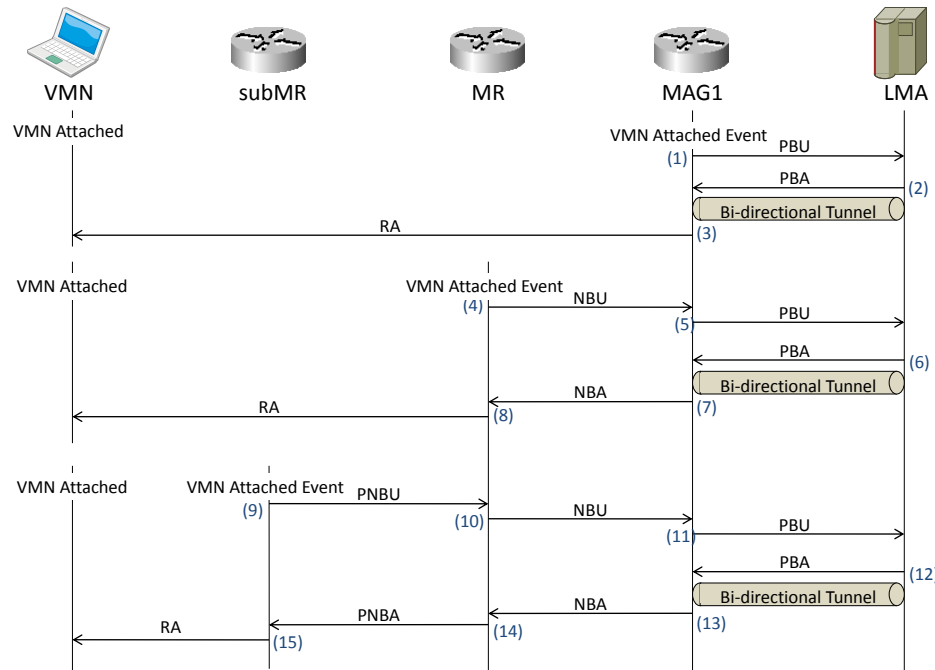 VMN
subMR
MR
MAG1
LMA
VMN Attached
VMN Attached Event
(1)
PBU
PBA
(2)
Bi-directional Tunnel
RA
(3)
VMN Attached
VMN Attached Event
(4)
NBU
(5)
PBU
PBA
(6)
Bi-directional Tunnel
NBA
(7)
RA
(8)
VMN Attached
VMN Attached Event
(9)
PNBU
(10)
NBU
(11)
PBU
PBA
(12)
Bi-directional Tunnel
NBA
(13)
PNBA
(14)
RA
(15)